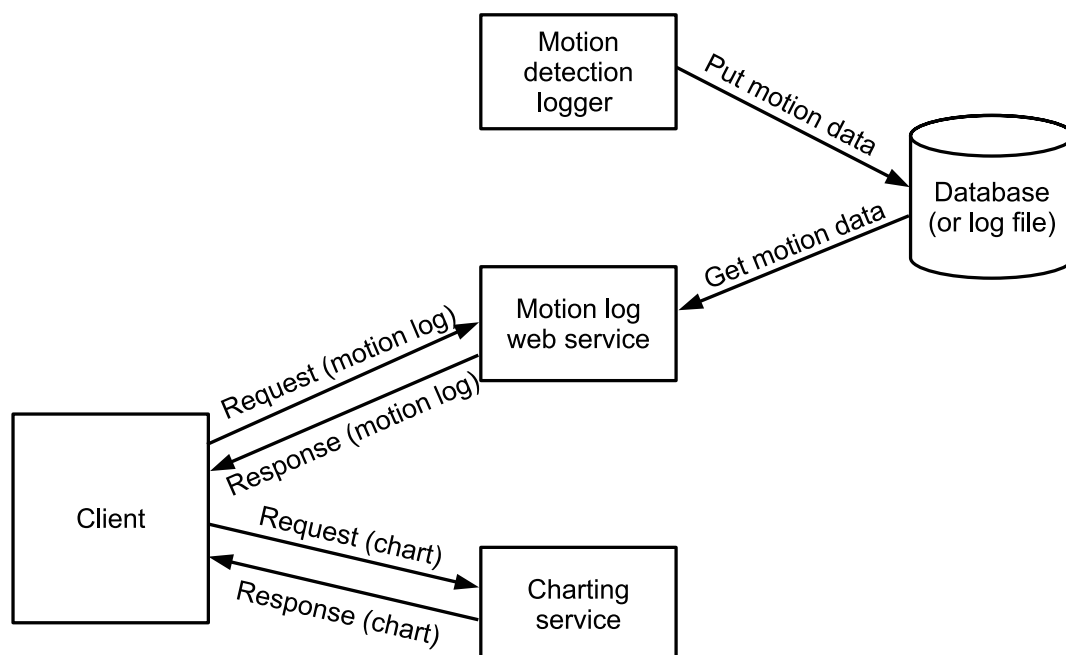 Motion
detection
logger
Put motion data
Database
(or log file)
Get motion data
Motion log
web service
Request (motion log)
Response (motion log)
Client
Request (chart)
Response (chart)
Charting
service